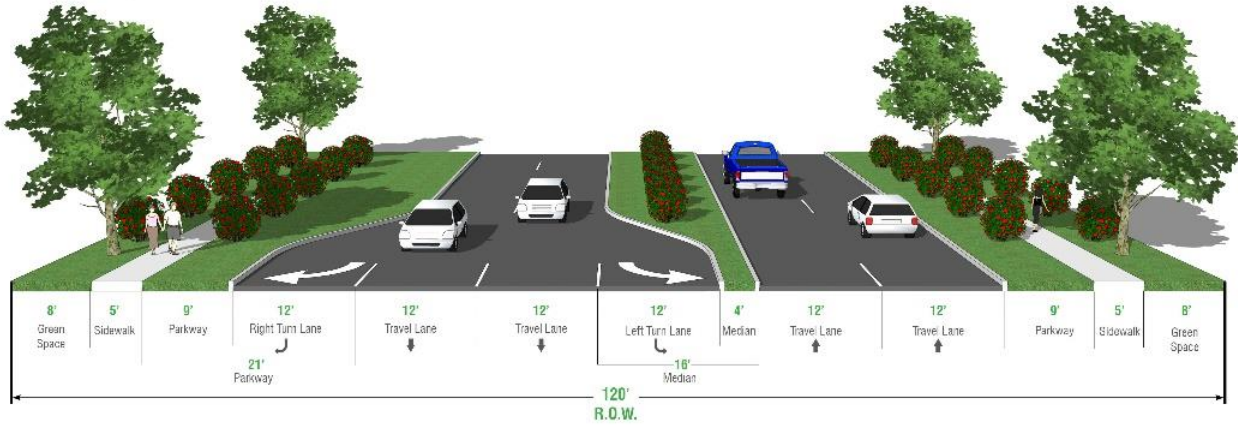 8' 5' 9' 12' 12' 12' 12' 4' 12' 12' 9' 5' 8'
Green Space
Sidewalk
Parkway
Right Turn Lane
Travel Lane
Travel Lane
Left Turn Lane
Median
Travel Lane
Travel Lane
Parkway
Sidewalk
Green Space
21'
Parkway
16'
Median
120'
R.O.W.